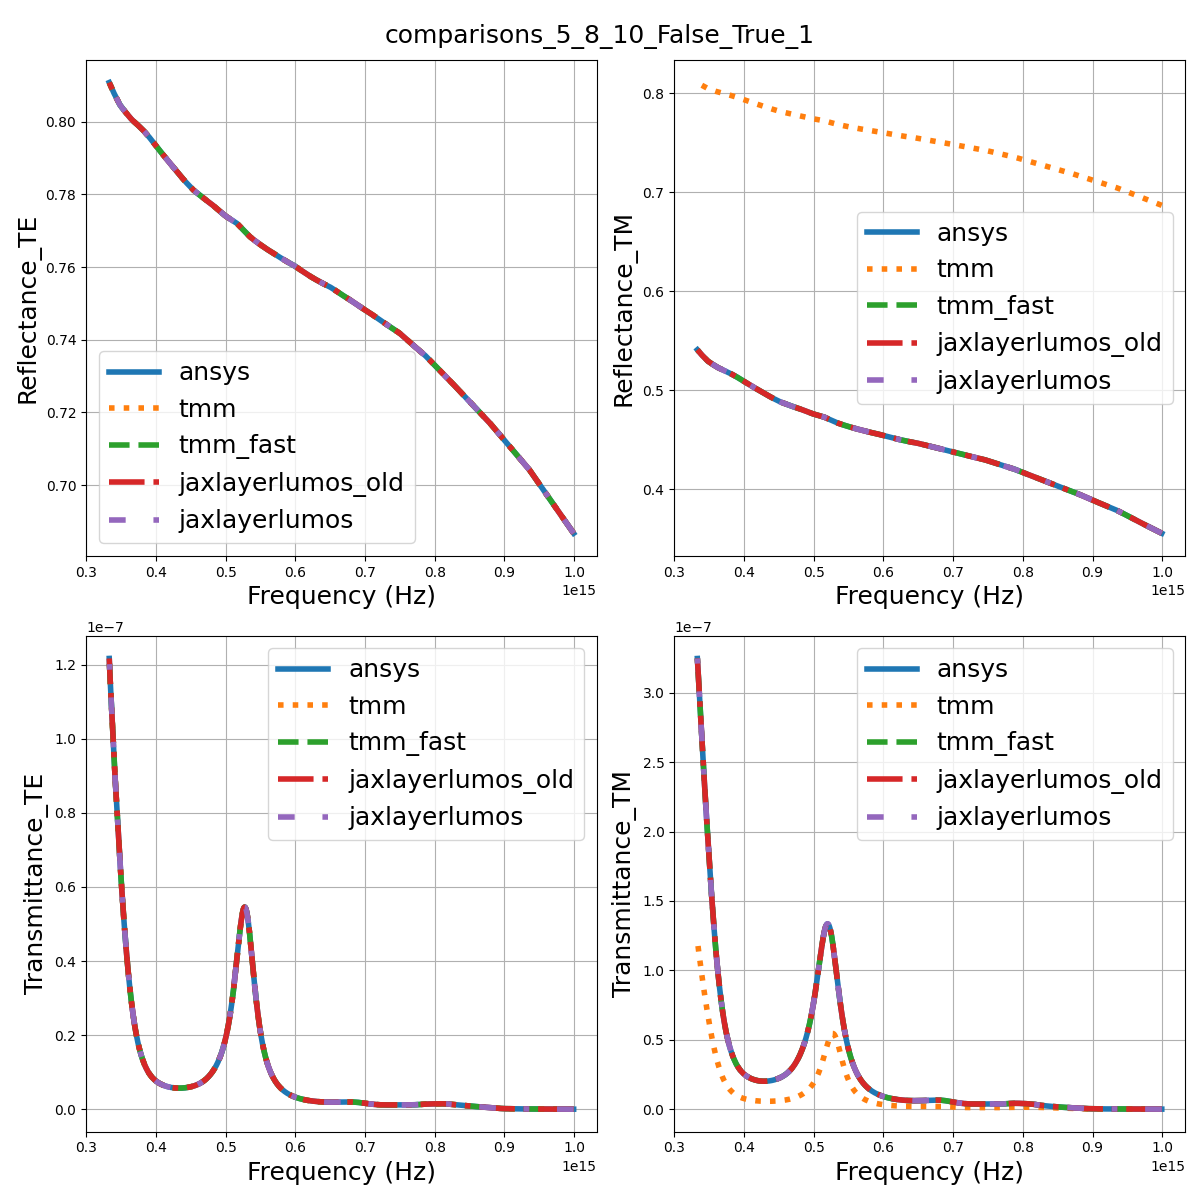 comparisons_5_8_10_False_True_1
Reflectance_TE
0.80
0.78
0.76
0.74
0.72
0.70
ansys
tmm
tmm_fast
jaxlayerlumos_old
jaxlayerlumos
0.3 0.4 0.5 0.6 0.7 0.8 0.9 1.0
1e15
Frequency (Hz)
Reflectance_TM
0.8
0.7
0.6
0.5
0.4
ansys
tmm
tmm_fast
jaxlayerlumos_old
jaxlayerlumos
0.3 0.4 0.5 0.6 0.7 0.8 0.9 1.0
1e15
Frequency (Hz)
1e−7
Transmittance_TE
1.2
1.0
0.8
0.6
0.4
0.2
0.0
ansys
tmm
tmm_fast
jaxlayerlumos_old
jaxlayerlumos
0.3 0.4 0.5 0.6 0.7 0.8 0.9 1.0
1e15
Frequency (Hz)
1e−7
Transmittance_TM
3.0
2.5
2.0
1.5
1.0
0.5
0.0
ansys
tmm
tmm_fast
jaxlayerlumos_old
jaxlayerlumos
0.3 0.4 0.5 0.6 0.7 0.8 0.9 1.0
1e15
Frequency (Hz)